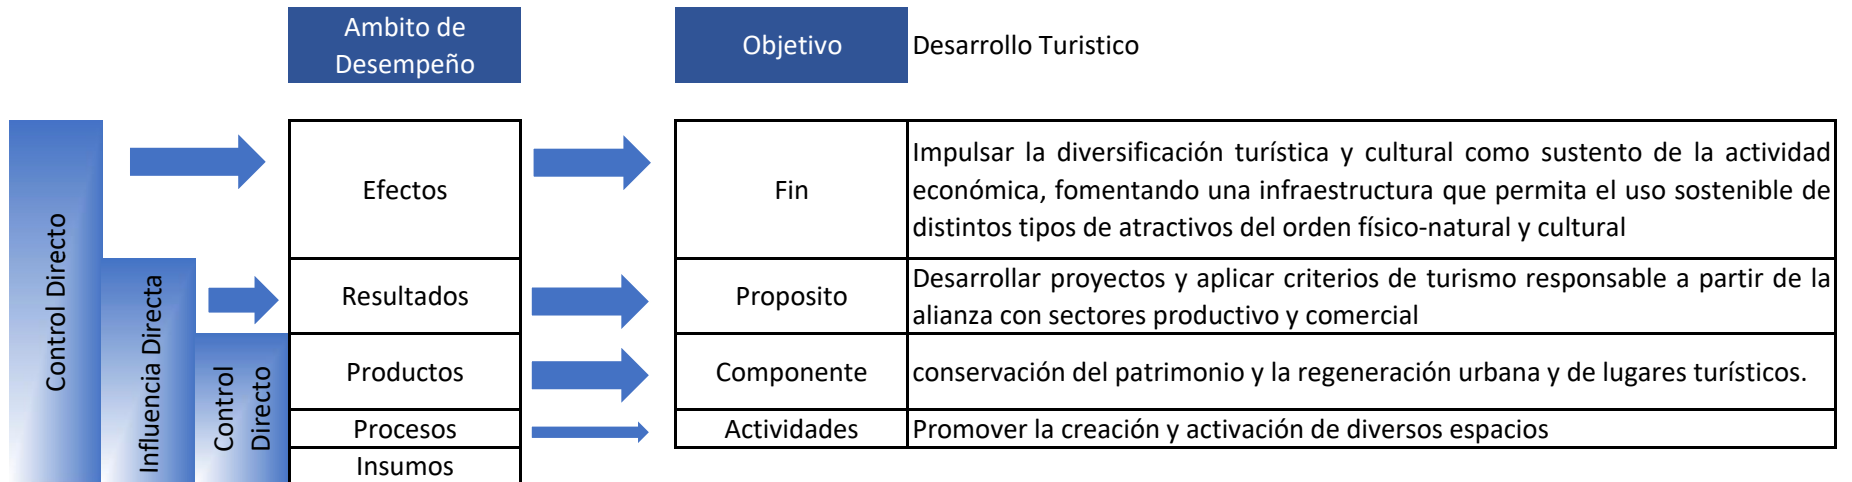 Ambito de
Desempeño
Objetivo
Desarrollo Turistico
Control Directo
Influencia Directa
Control
Directo
Efectos
Fin
Impulsar la diversificación turística y cultural como sustento de la actividad
económica, fomentando una infraestructura que permita el uso sostenible de
distintos tipos de atractivos del orden físico-natural y cultural
Resultados
Proposito
Desarrollar proyectos y aplicar criterios de turismo responsable a partir de la
alianza con sectores productivo y comercial
Productos
Componente
conservación del patrimonio y la regeneración urbana y de lugares turísticos.
Procesos
Actividades
Promover la creación y activación de diversos espacios
Insumos